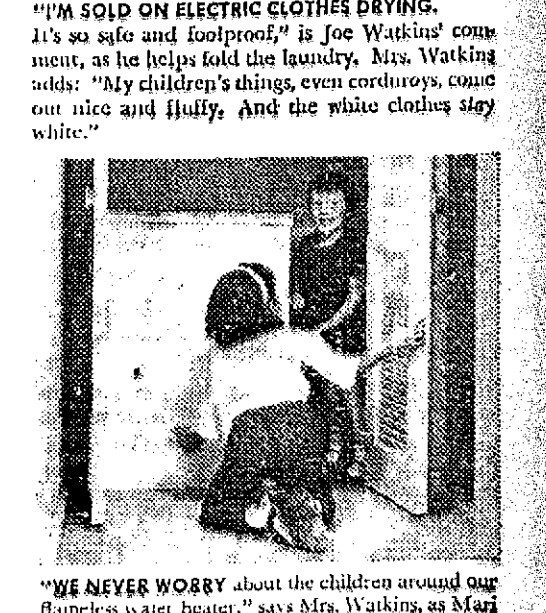 "I'M SOLD ON ELECTRIC CLOTHES DRYING.
It's so safe and foolproof," is Joe Watkins' com-
ment, as he helps fold the laundry. Mrs. Watkins
adds: "My children's things, even corduroys, come
out nice and fluffy. And the white clothes stay
white."
"WE NEVER WORRY about the children around our
flameless water heater," says Mrs. Watkins, as Mari